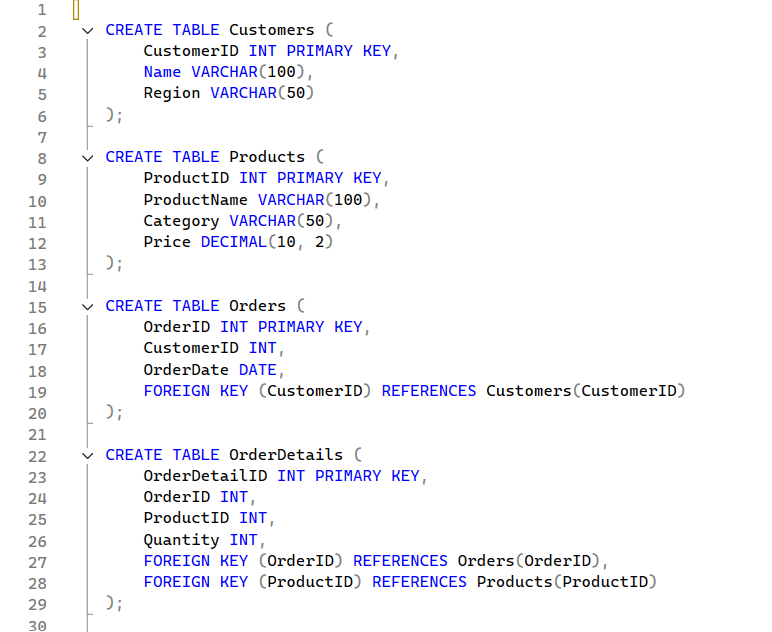 1
2 CREATE TABLE Customers (
3 CustomerID INT PRIMARY KEY,
4 Name VARCHAR(100),
5 Region VARCHAR(50)
6 );
7
8 CREATE TABLE Products (
9 ProductID INT PRIMARY KEY,
10 ProductName VARCHAR(100),
11 Category VARCHAR(50),
12 Price DECIMAL(10, 2)
13 );
14
15 CREATE TABLE Orders (
16 OrderID INT PRIMARY KEY,
17 CustomerID INT,
18 OrderDate DATE,
19 FOREIGN KEY (CustomerID) REFERENCES Customers(CustomerID)
20 );
21
22 CREATE TABLE OrderDetails (
23 OrderDetailID INT PRIMARY KEY,
24 OrderID INT,
25 ProductID INT,
26 Quantity INT,
27 FOREIGN KEY (OrderID) REFERENCES Orders(OrderID),
28 FOREIGN KEY (ProductID) REFERENCES Products(ProductID)
29 );
30